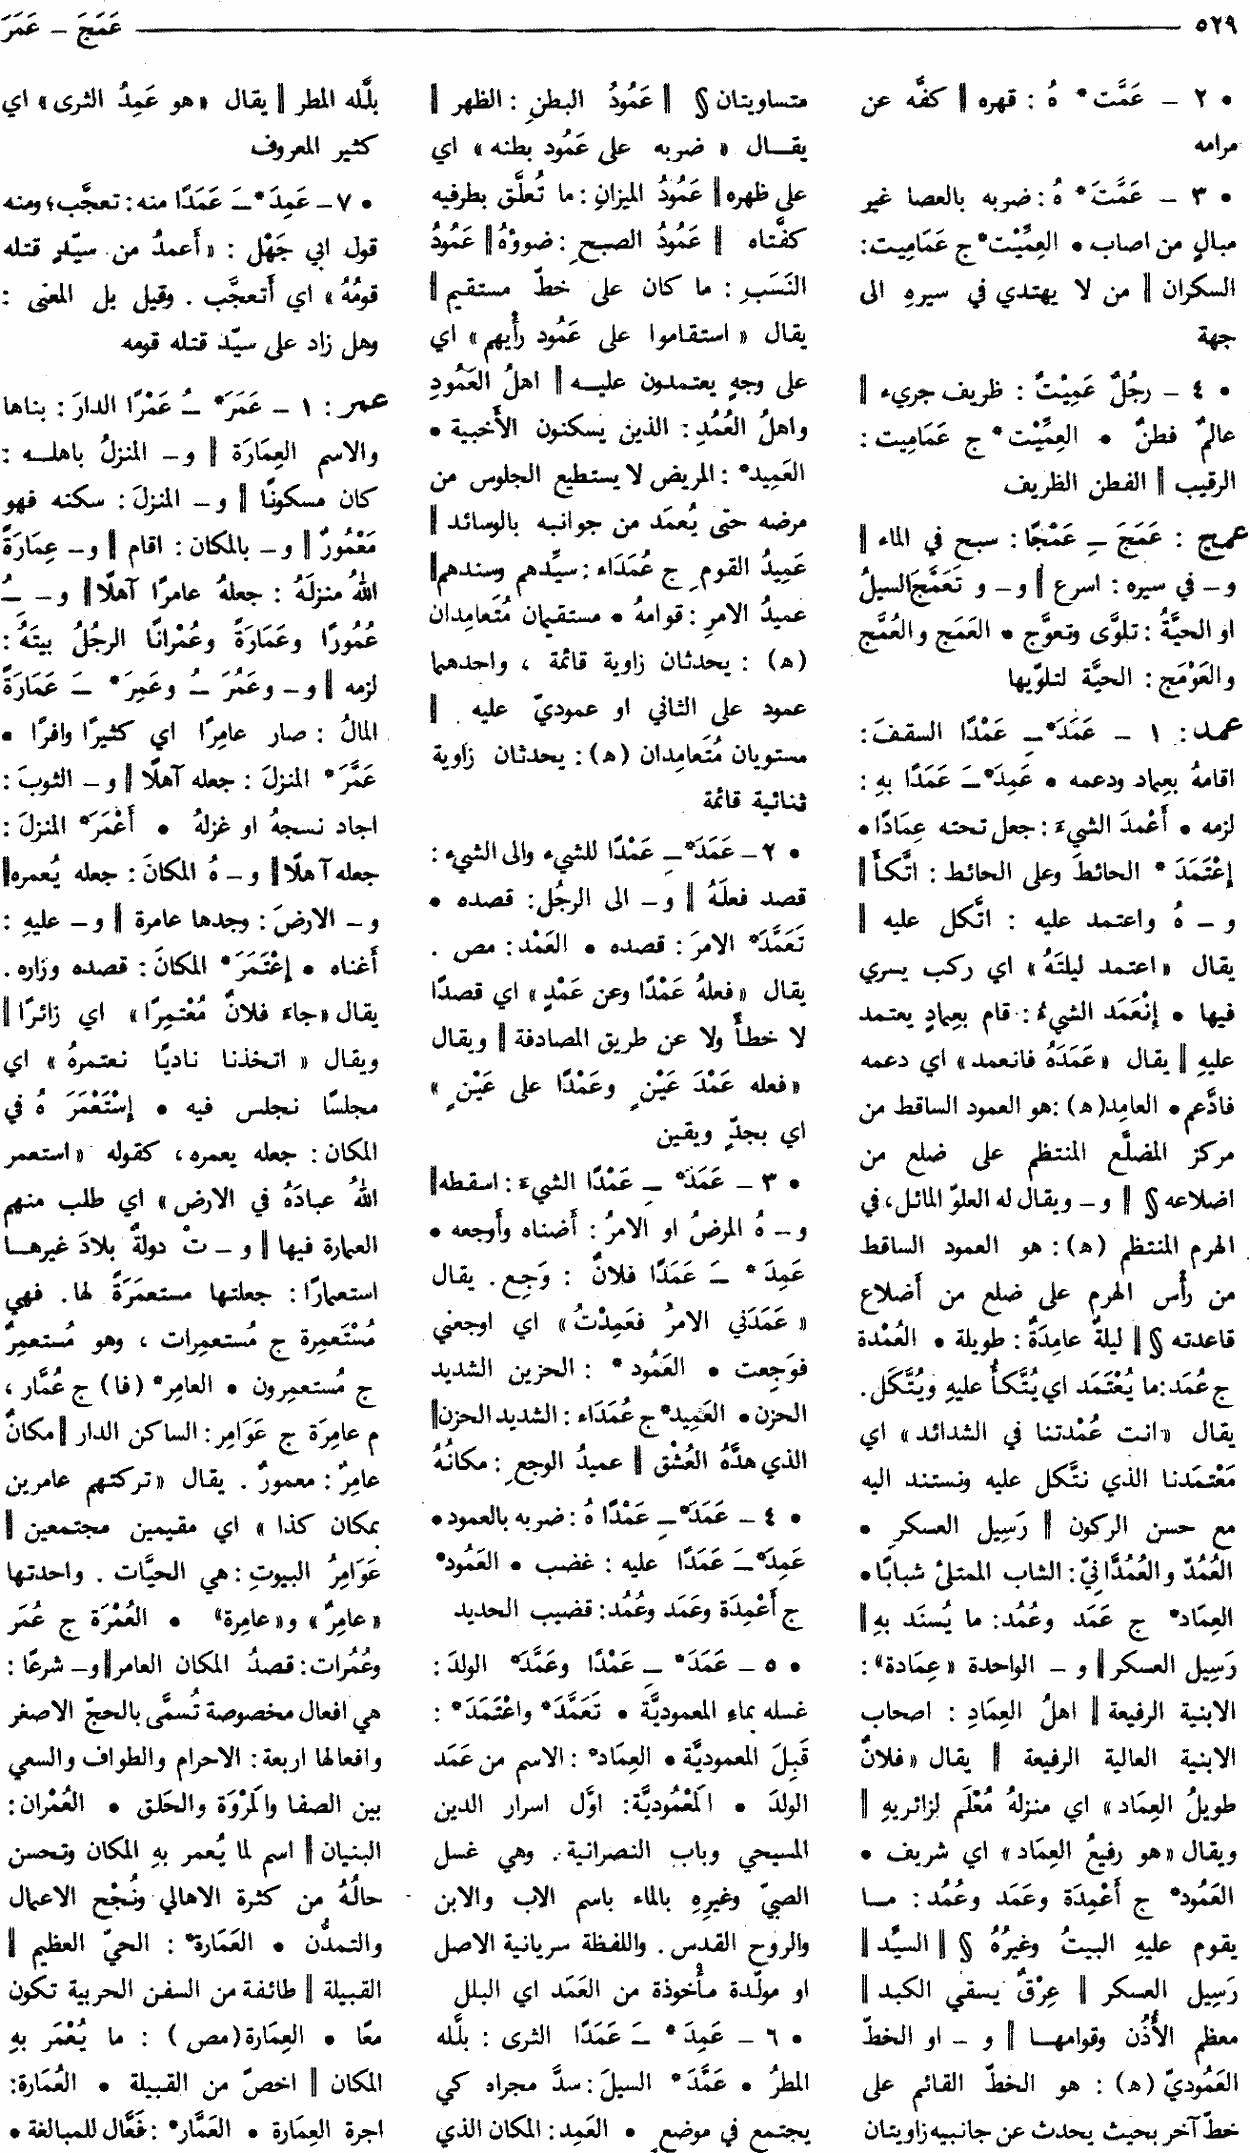 ٥٢٩
عَمَجَ – عَمَرَ
• ٢ – عَمَّت* هُ : قهره ‖ كفَّه عن
مرامه
• ٣ – عَمَّتَ* هُ : ضربه بالعصا غير
مبالٍ من اصاب • العِمِّيْت* ج عَمَامِيت :
السكران ‖ من لا يهتدي في سيرهِ الى
جهة
• ٤ – رجُلٌ عَمِيْتٌ : ظريف جريء ‖
عالمٌ فطنٌ • العِمِّيْت* ج عَمَامِيت :
الرقيب ‖ الفطن الظريف
عمج : عَمَجَ –ِ عَمْجًا : سبح في الماء ‖
و– في سيره : اسرع ‖ و– و تَعَمَّجَ السيلُ
او الحيَّةُ : تلوَّى وتعوَّج • العَمَج والعُمَّج
والعَوْمَج : الحيَّة لتلوّيها
عمد : ١ – عَمَدَ* –ِ عَمْدًا السقفَ :
اقامهُ بعِماد ودعمه • عَمِدَ* –َ عَمَدًا بهِ :
لزمه • أَعْمدَ الشيءَ : جعل تحته عِمَادًا •
إعْتَمَدَ* الحائطَ وعلى الحائط : اتَّكأَ ‖
و – هُ واعتمد عليه : اتَّكل عليه ‖
يقال «اعتمد ليلتَهُ» اي ركب يسري
فيها • إنْعَمَد الشيءُ : قام بعِمادٍ يعتمد
عليهِ ‖ يقال «عَمَدَهُ فانعمد» اي دعمه
فادَّعم • العامِد (ه) : هو العمود الساقط من
مركز المضلَّع المنتظم على ضلع من
اضلاعه § ‖ و – ويقال له العلوّ المائل ، في
الهرم المنتظم (ه) : هو العمود الساقط
من رأْس الهرم على ضلع من أَضلاع
قاعدته § ‖ ليلةٌ عامِدَةٌ : طويلة • العُمْدة
ج عُمَد : ما يُعْتَمَد اي يُتَّكأُ عليهِ ويُتَّكَل .
يقال «انت عُمْدتنا في الشدائد» اي
مَعْتمَدنا الذي نتَّكل عليه ونستند اليه
مع حسن الركون ‖ رَسِيل العسكرِ •
العُمُدّ والعُمُدَّانيّ : الشاب الممتلئ شبابًا •
العِمَاد* ج عَمَد وعُمُد : ما يُسنَد بهِ ‖
رَسِيل العسكر ‖ و – الواحدة «عِمَادة» :
الابنية الرفيعة ‖ اهلُ العِمَادِ : اصحاب
الابنية العالية الرفيعة ‖ يقال «فلانٌ
طويلُ العِمَاد» اي منزلهُ مُعْلَم لزائريهِ ‖
ويقال «هو رفيعُ العِمَاد» اي شريف •
العَمُود* ج أَعْمِدَة وعَمَد وعُمُد : ما
يقوم عليهِ البيتُ وغيرُهُ § ‖ السيِّد ‖
رَسِيل العسكر ‖ عِرْقٌ يسقي الكبد ‖
معظم الأُذُن وقوامها ‖ و – او الخطّ
العَمُوديّ (ه) : هو الخطّ القائم على
خطّ آخر بحيث يحدث عن جانبيه زاويتان
متساويتان § ‖ عَمُودُ البطنِ : الظهر ‖
يقال « ضربه على عَمُود بطنه » اي
على ظهره ‖ عَمُودُ الميزانِ : ما تُعلَّق بطرفيه
كفَّتاه ‖ عَمُودُ الصبحِ : ضووُهُ ‖ عَمُودُ
النَسَبِ : ما كان على خطّ مستقيم ‖
يقال « استقاموا على عَمُود رأْيهم» اي
على وجهٍ يعتمدون عليه ‖ اهلُ العَمُودِ
واهلُ العُمُدِ : الذين يسكنون الأَخبية •
العَمِيد* : المريض لا يستطيع الجلوس من
مرضه حتى يُعمَد من جوانبه بالوسائد ‖
عَمِيدُ القومِ ج عُمَدَاء : سيِّدهم وسندهم ‖
عميدُ الامرِ : قوامهُ • مستقيمان مُتَعامِدان
(ه) : يحدثان زاوية قائمة ، واحدهما
عمود على الثاني او عموديّ عليه . ‖
مستويان مُتَعامِدان (ه) : يحدثان زاوية
ثنائية قائمة
• ٢ – عَمَدَ* –ِ عَمْدًا للشيء والى الشيء :
قصد فعلَهُ ‖ و– الى الرجُل : قصده •
تَعَمَّدَ* الامرَ : قصده • العَمْد : مص .
يقال «فعلهُ عَمْدًا وعن عَمْدٍ» اي قصدًا
لا خطأً ولا عن طريق المصادفة ‖ ويقال
«فعله عَمْدَ عَيْنٍ وعَمْدًا على عَيْنٍ»
اي بجدٍّ ويقين
• ٣ – عَمَدَ* –ِ عَمْدًا الشيءَ : اسقطه ‖
و– هُ المرضُ او الامرُ : أَضناه وأَوجعه •
عَمِدَ* –َ عَمَدًا فلانٌ : وَجِع . يقال
« عَمَدَني الامرُ فعَمِدْتُ» اي اوجعني
فوَجِعت • العَمُود* : الحزين الشديد
الحزن • العَمِيد* ج عُمَدَاء : الشديد الحزن ‖
الذي هدَّهُ العُشْق ‖ عميدُ الوجعِ : مكانُهُ
• ٤ – عَمَدَ* –ِ عَمْدًا هُ : ضربه بالعمود •
عَمِدَ* –َ عَمَدًا عليه : غضب • العَمُود*
ج أَعْمِدَة وعَمَد وعُمُد : قضيب الحديد
• ٥ – عَمَدَ* –ِ عَمْدًا وعَمَّدَ* الولدَ :
غسله بماءِ المعموديَّة • تَعَمَّدَ* واعْتَمَدَ* :
قَبِلَ المعموديَّة • العِمَاد* : الاسم من عَمَد
الولدَ • المَعْمُوديَّة : اوَّل اسرار الدين
المسيحي وباب النصرانية . وهي غسل
الصبيّ وغيرِهِ بالماء باسم الاب والابن
والروح القدس . واللفظة سريانية الاصل
او مولّدة مأْخوذة من العَمَد اي البلل
• ٦ – عَمِدَ* –َ عَمَدًا الثرى : بلَّله
المطرُ • عَمَّدَ* السيلَ : سدَّ مجراه كي
يجتمع في موضعٍ • العَمِد : المكان الذي
بلَّله المطر ‖ يقال «هو عَمِدُ الثرى» اي
كثير المعروف
• ٧ – عَمِدَ* –َ عَمَدًا منه : تعجَّب ؛ ومنه
قول ابي جَهْل : «أَعمدُ من سيّدٍ قتله
قومُهُ» اي أَتعجَّب . وقيل بل المعنى :
وهل زاد على سيّد قتله قومه
عمر : ١ – عَمَرَ* –ُ عَمْرًا الدارَ : بناها
والاسم العِمَارَة ‖ و– المنزلُ باهله :
كان مسكونًا ‖ و– المنزلَ : سكنه فهو
مَعْمُورٌ ‖ و– بالمكان : اقام ‖ و– عِمَارَةً
اللهُ منزلَهُ : جعلهُ عامرًا آهلًا ‖ و– –ُ
عُمُورًا وعَمَارَةً وعُمْرانًا الرجُلُ بيتَهُ :
لزمه ‖ و– وعَمُرَ –ُ وعَمِرَ* –َ عَمَارَةً
المالُ : صار عامِرًا اي كثيرًا وافرًا •
عَمَّرَ* المنزلَ : جعله آهلًا ‖ و– الثوبَ :
اجاد نسجهُ او غزلهُ • أَعْمَرَ* المنزلَ :
جعله آهلًا ‖ و– هُ المكانَ : جعله يُعمره ‖
و– الارضَ : وجدها عامرة ‖ و– عليهِ :
أَغناه • إعْتَمَرَ* المكانَ : قصده وزاره .
يقال «جاءَ فلانٌ مُعْتمِرًا» اي زائرًا ‖
ويقال « اتخذنا ناديًا نعتمرهُ » اي
مجلسًا نجلس فيه • إسْتَعْمَرَ هُ في
المكان : جعله يعمره ، كقوله «استعمر
اللهُ عبادَهُ في الارض» اي طلب منهم
العمارة فيها ‖ و– تْ دولةٌ بلادَ غيرها
استعمارًا : جعلتها مستعمَرَةً لها . فهي
مُسْتَعمِرة ج مُستعمِرات ، وهو مُستعمِرٌ
ج مُستعمِرون • العامِر* (فا) ج عُمَّار ،
م عامِرَة ج عَوَامِر : الساكن الدار ‖ مكانٌ
عامِرٌ : معمورٌ . يقال «تركتهم عامرين
بمكان كذا » اي مقيمين مجتمعين ‖
عَوَامِرُ البيوتِ : هي الحيَّات . واحدتها
«عامِرٌ» و«عامِرة» • العُمْرَة ج عُمَر
وعُمُرات : قصدُ المكان العامر ‖ و– شرعًا :
هي افعال مخصوصة تُسمَّى بالحجّ الاصغر
وافعالها اربعة : الاحرام والطواف والسعي
بين الصفا والمَرْوَة والحَلق • العُمْران :
البنيان ‖ اسم لما يُعمر بهِ المكان وتحسن
حالُهُ من كثرة الاهالي ونُجْح الاعمال
والتمدُّن • العَمَارة* : الحيّ العظيم ‖
القبيلة ‖ طائفة من السفن الحربية تكون
معًا • العِمَارة (مص) : ما يُعْمَر بهِ
المكان ‖ اخصّ من القبيلة • العُمَارة :
اجرة العِمَارة • العَمَّار* : فَعَّال للمبالغة •